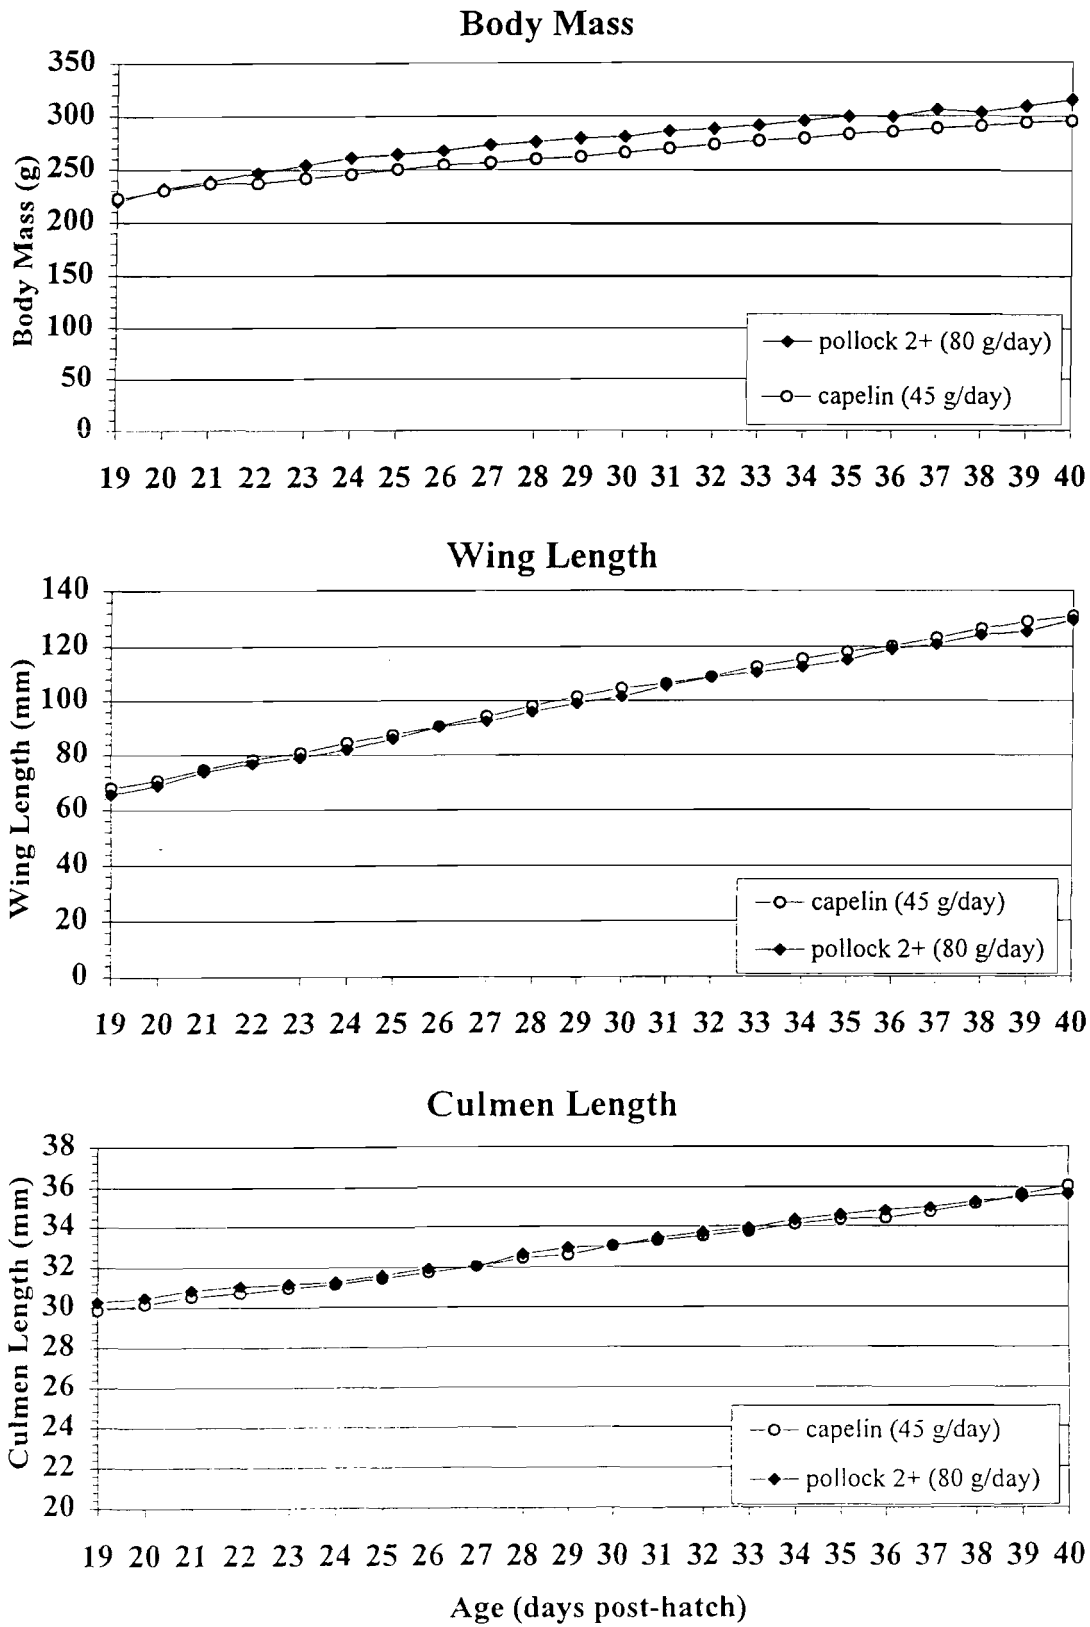 Body Mass
350
300
250
200
150
100
50
0
Body Mass (g)
pollock 2+ (80 g/day)
capelin (45 g/day)
19 20 21 22 23 24 25 26 27 28 29 30 31 32 33 34 35 36 37 38 39 40
Wing Length
140
120
100
80
60
40
20
0
Wing Length (mm)
capelin (45 g/day)
pollock 2+ (80 g/day)
19 20 21 22 23 24 25 26 27 28 29 30 31 32 33 34 35 36 37 38 39 40
Culmen Length
38
36
34
32
30
28
26
24
22
20
Culmen Length (mm)
capelin (45 g/day)
pollock 2+ (80 g/day)
19 20 21 22 23 24 25 26 27 28 29 30 31 32 33 34 35 36 37 38 39 40
Age (days post-hatch)